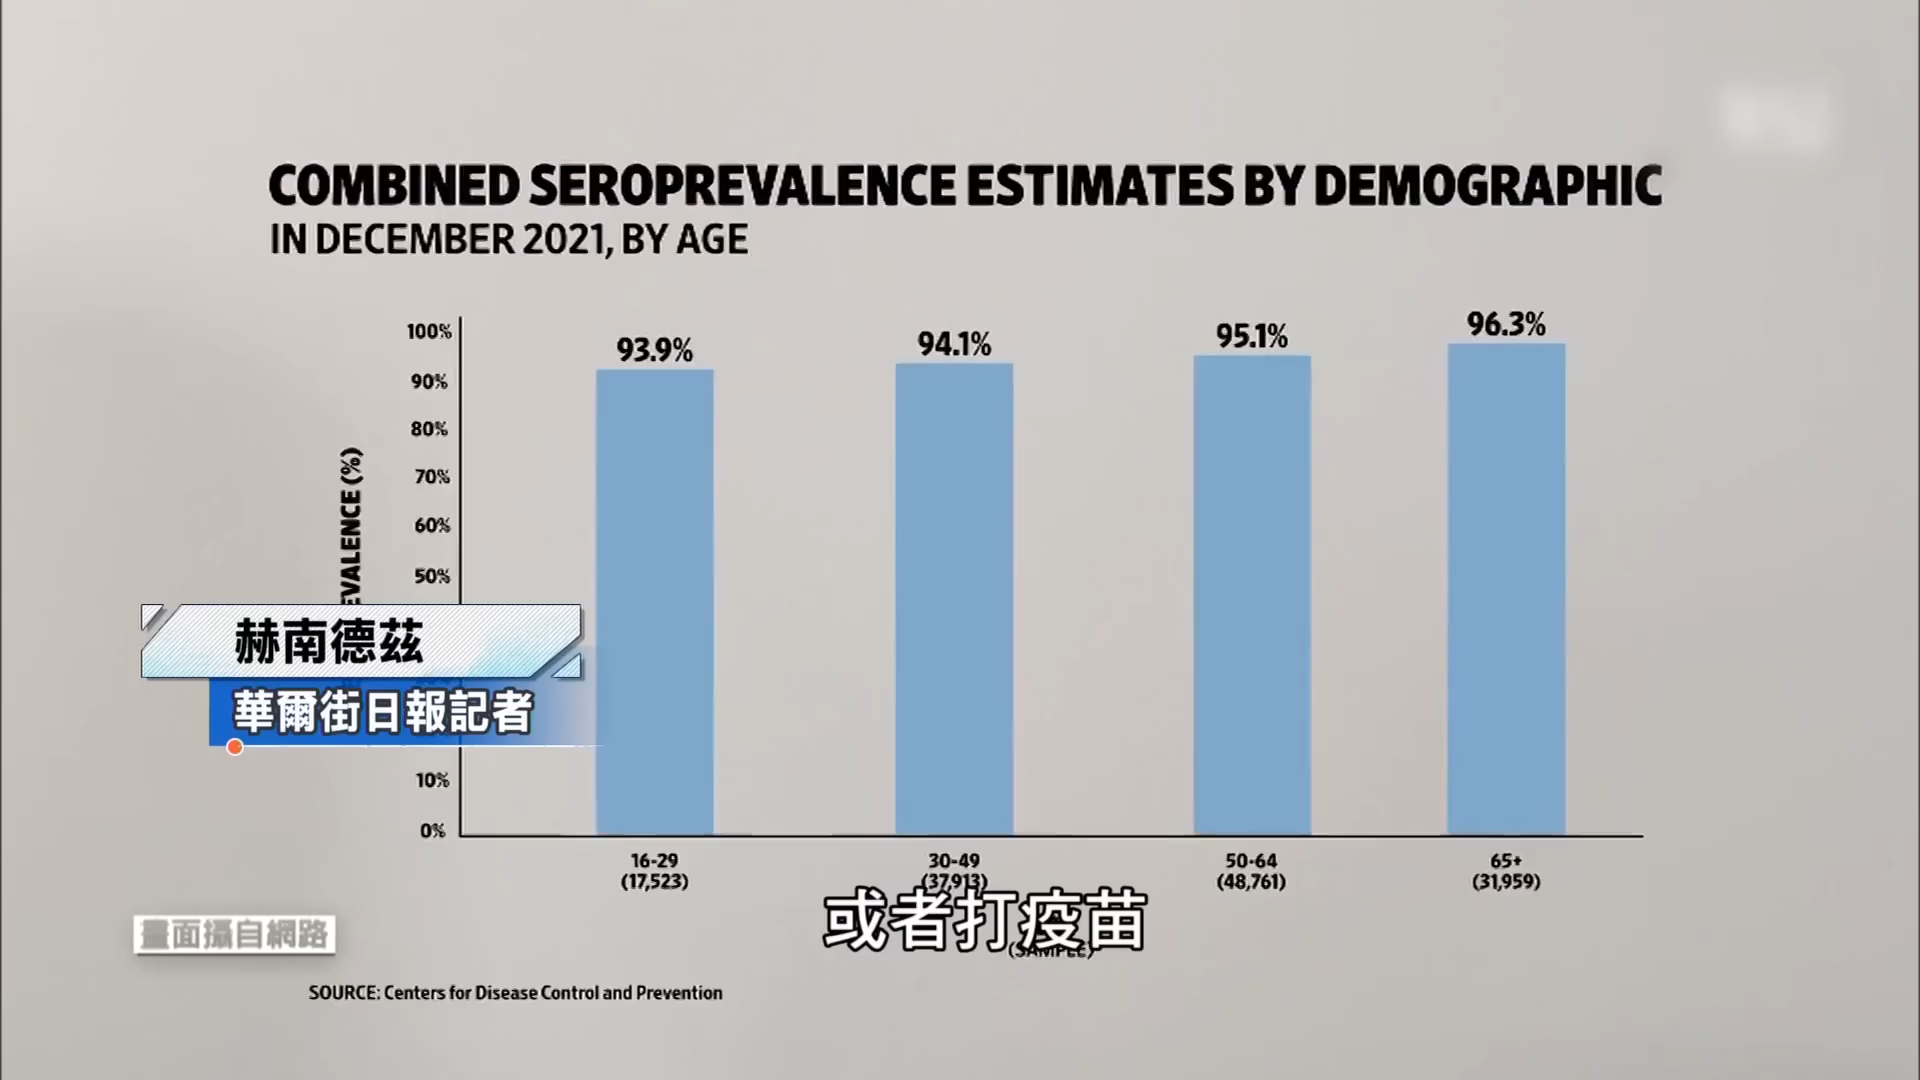 COMBINED SEROPREVALENCE ESTIMATES BY DEMOGRAPHIC
IN DECEMBER 2021, BY AGE
100%
90%
80%
70%
60%
50%
10%
0%
93.9%
94.1%
95.1%
96.3%
赫南德茲
華爾街日報記者
16-29
(17,523)
30-49
(37,913)
50-64
(48,761)
65+
(31,959)
或者打疫苗
(SAMPLE)
畫面攝自網路
SOURCE: Centers for Disease Control and Prevention